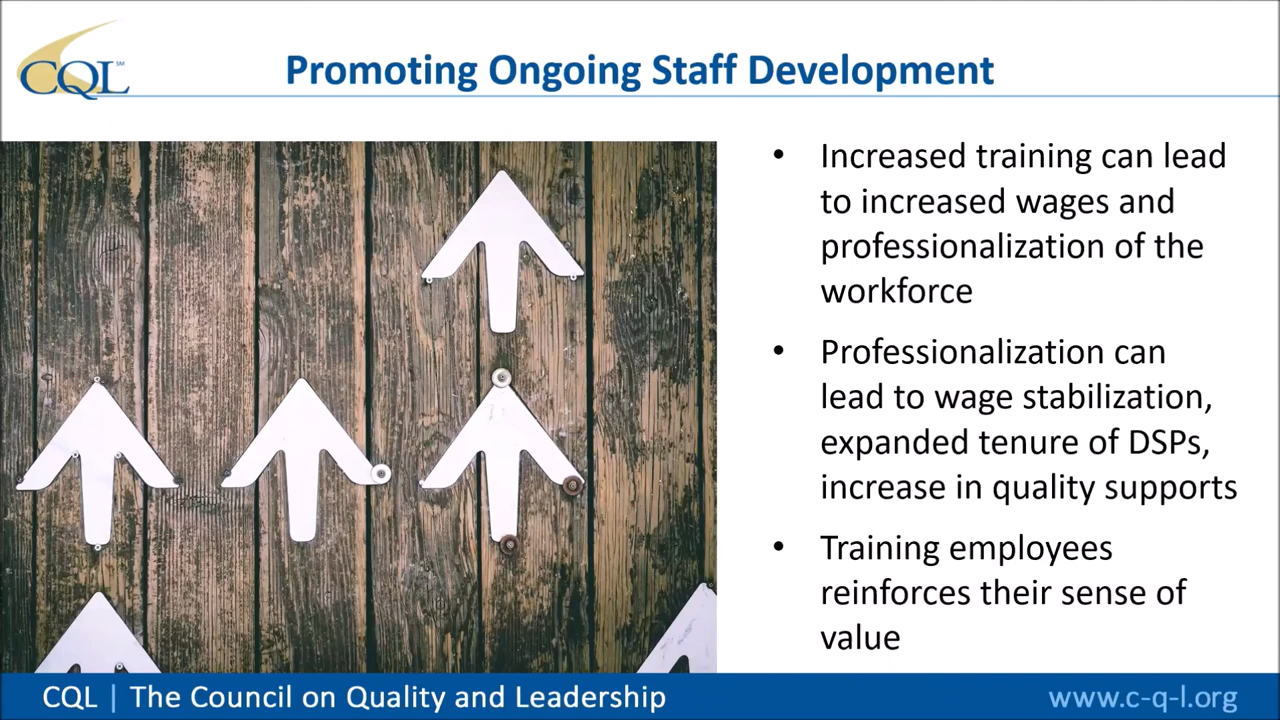 CQL SM
Promoting Ongoing Staff Development
• Increased training can lead
to increased wages and
professionalization of the
workforce
• Professionalization can
lead to wage stabilization,
expanded tenure of DSPs,
increase in quality supports
• Training employees
reinforces their sense of
value
CQL | The Council on Quality and Leadership
www.c-q-l.org